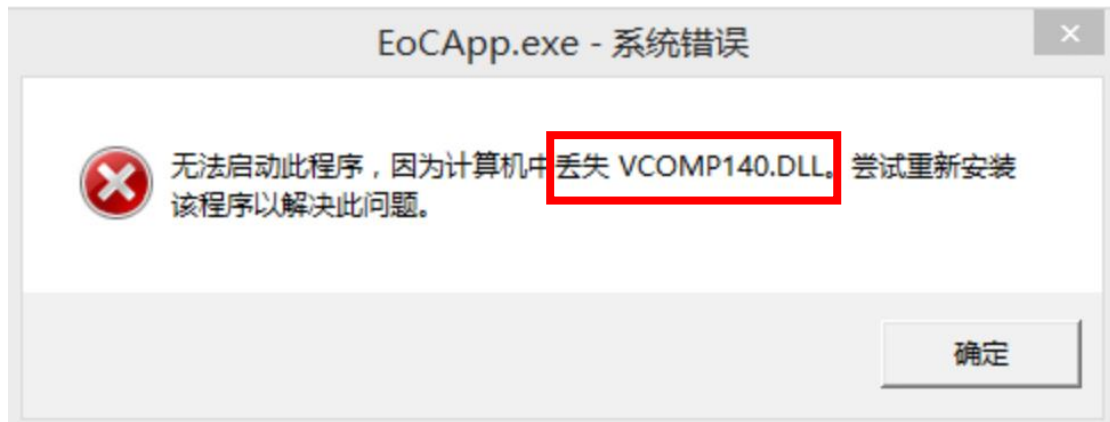 EoCApp.exe - 系统错误
无法启动此程序，因为计算机中丢失 VCOMP140.DLL。尝试重新安装
该程序以解决此问题。
确定